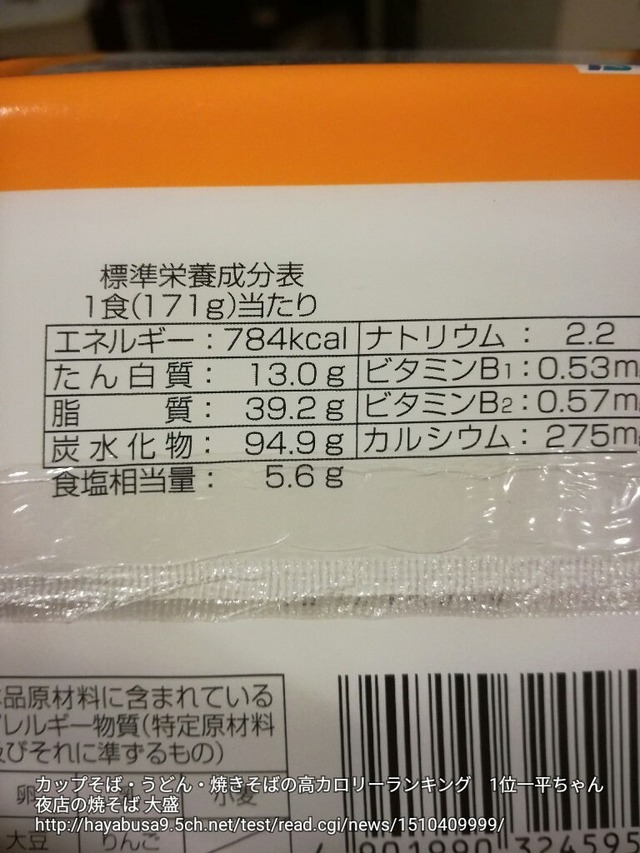 標準栄養成分表
1食(171g)当たり
エネルギー：784kcal ナトリウム： 2.2
たん白質： 13.0g ビタミンB1：0.53m
脂質： 39.2g ビタミンB2：0.57m
炭水化物： 94.9g カルシウム：275m
食塩相当量： 5.6g
品原材料に含まれている
レルギー物質(特定原材料
びそれに準ずるもの)
卵 小麦
カップそば・うどん・焼きそばの高カロリーランキング　1位一平ちゃん
夜店の焼そば 大盛
http://hayabusa9.5ch.net/test/read.cgi/news/1510409999/
大豆 りんご
901990 324595